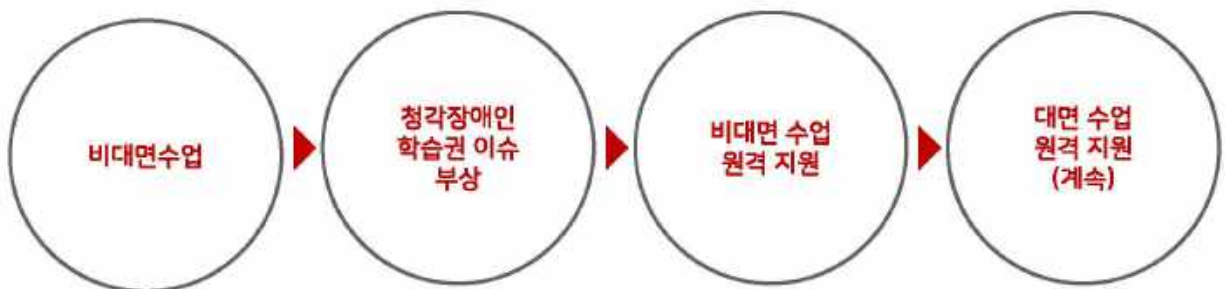 비대면수업
청각장애인
학습권 이슈
부상
비대면 수업
원격 지원
대면 수업
원격 지원
(계속)